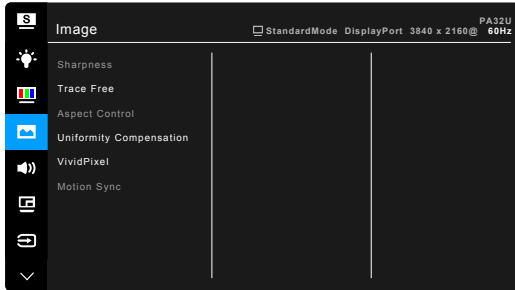 S
Image
PA32U
StandardMode DisplayPort 3840 x 2160@ 60Hz
Sharpness
Trace Free
Aspect Control
Uniformity Compensation
VividPixel
Motion Sync